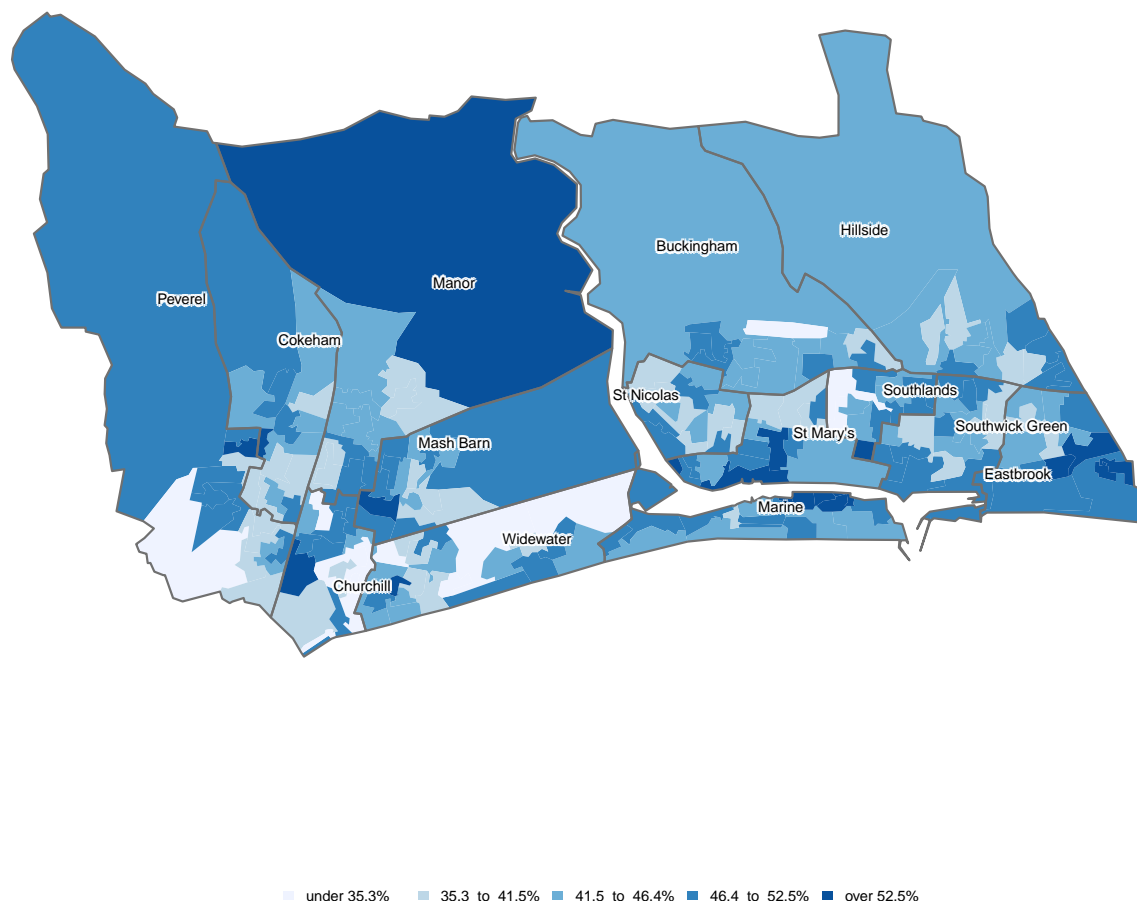 Hillside
Buckingham
Manor
Peverel
Cokeham
Southlands
St Nicolas
Southwick Green
St Mary's
Mash Barn
Eastbrook
Marine
Widewater
Churchill
under 35.3% 35.3 to 41.5% 41.5 to 46.4% 46.4 to 52.5% over 52.5%